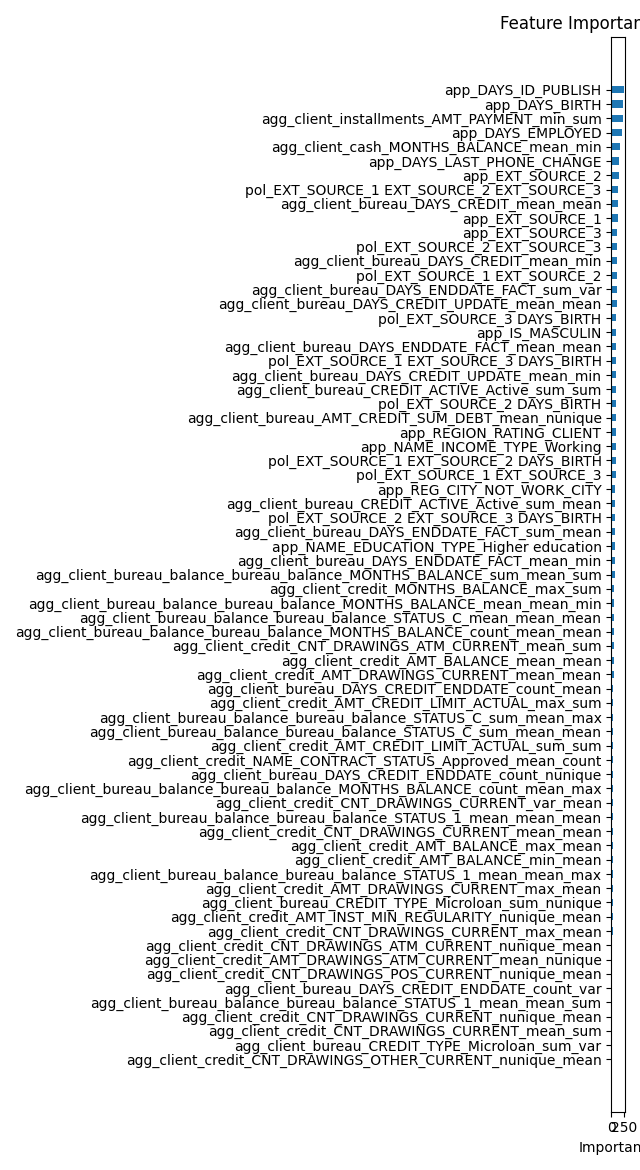 Feature Importan
app_DAYS_ID_PUBLISH
app_DAYS_BIRTH
agg_client_installments_AMT_PAYMENT_min_sum
app_DAYS_EMPLOYED
agg_client_cash_MONTHS_BALANCE_mean_min
app_DAYS_LAST_PHONE_CHANGE
app_EXT_SOURCE_2
pol_EXT_SOURCE_1 EXT_SOURCE_2 EXT_SOURCE_3
agg_client_bureau_DAYS_CREDIT_mean_mean
app_EXT_SOURCE_1
app_EXT_SOURCE_3
pol_EXT_SOURCE_2 EXT_SOURCE_3
agg_client_bureau_DAYS_CREDIT_mean_min
pol_EXT_SOURCE_1 EXT_SOURCE_2
agg_client_bureau_DAYS_ENDDATE_FACT_sum_var
agg_client_bureau_DAYS_CREDIT_UPDATE_mean_mean
pol_EXT_SOURCE_3 DAYS_BIRTH
app_IS_MASCULIN
agg_client_bureau_DAYS_ENDDATE_FACT_mean_mean
pol_EXT_SOURCE_1 EXT_SOURCE_3 DAYS_BIRTH
agg_client_bureau_DAYS_CREDIT_UPDATE_mean_min
agg_client_bureau_CREDIT_ACTIVE_Active_sum_sum
pol_EXT_SOURCE_2 DAYS_BIRTH
agg_client_bureau_AMT_CREDIT_SUM_DEBT_mean_nunique
app_REGION_RATING_CLIENT
app_NAME_INCOME_TYPE_Working
pol_EXT_SOURCE_1 EXT_SOURCE_2 DAYS_BIRTH
pol_EXT_SOURCE_1 EXT_SOURCE_3
app_REG_CITY_NOT_WORK_CITY
agg_client_bureau_CREDIT_ACTIVE_Active_sum_mean
pol_EXT_SOURCE_2 EXT_SOURCE_3 DAYS_BIRTH
agg_client_bureau_DAYS_ENDDATE_FACT_sum_mean
app_NAME_EDUCATION_TYPE_Higher education
agg_client_bureau_DAYS_ENDDATE_FACT_mean_min
agg_client_bureau_balance_bureau_balance_MONTHS_BALANCE_sum_mean_sum
agg_client_credit_MONTHS_BALANCE_max_sum
agg_client_bureau_balance_bureau_balance_MONTHS_BALANCE_mean_mean_min
agg_client_bureau_balance_bureau_balance_STATUS_C_mean_mean_mean
agg_client_bureau_balance_bureau_balance_MONTHS_BALANCE_count_mean_mean
agg_client_credit_CNT_DRAWINGS_ATM_CURRENT_mean_sum
agg_client_credit_AMT_BALANCE_mean_mean
agg_client_credit_AMT_DRAWINGS_CURRENT_mean_mean
agg_client_bureau_DAYS_CREDIT_ENDDATE_count_mean
agg_client_credit_AMT_CREDIT_LIMIT_ACTUAL_max_sum
agg_client_bureau_balance_bureau_balance_STATUS_C_sum_mean_max
agg_client_bureau_balance_bureau_balance_STATUS_C_sum_mean_mean
agg_client_credit_AMT_CREDIT_LIMIT_ACTUAL_sum_sum
agg_client_credit_NAME_CONTRACT_STATUS_Approved_mean_count
agg_client_bureau_DAYS_CREDIT_ENDDATE_count_nunique
agg_client_bureau_balance_bureau_balance_MONTHS_BALANCE_count_mean_max
agg_client_credit_CNT_DRAWINGS_CURRENT_var_mean
agg_client_bureau_balance_bureau_balance_STATUS_1_mean_mean_mean
agg_client_credit_CNT_DRAWINGS_CURRENT_mean_mean
agg_client_credit_AMT_BALANCE_max_mean
agg_client_credit_AMT_BALANCE_min_mean
agg_client_bureau_balance_bureau_balance_STATUS_1_mean_mean_max
agg_client_credit_AMT_DRAWINGS_CURRENT_max_mean
agg_client_bureau_CREDIT_TYPE_Microloan_sum_nunique
agg_client_credit_AMT_INST_MIN_REGULARITY_nunique_mean
agg_client_credit_CNT_DRAWINGS_CURRENT_max_mean
agg_client_credit_CNT_DRAWINGS_ATM_CURRENT_nunique_mean
agg_client_credit_AMT_DRAWINGS_ATM_CURRENT_mean_nunique
agg_client_credit_CNT_DRAWINGS_POS_CURRENT_nunique_mean
agg_client_bureau_DAYS_CREDIT_ENDDATE_count_var
agg_client_bureau_balance_bureau_balance_STATUS_1_mean_mean_sum
agg_client_credit_CNT_DRAWINGS_CURRENT_nunique_mean
agg_client_credit_CNT_DRAWINGS_CURRENT_mean_sum
agg_client_bureau_CREDIT_TYPE_Microloan_sum_var
agg_client_credit_CNT_DRAWINGS_OTHER_CURRENT_nunique_mean
0 250
Importan